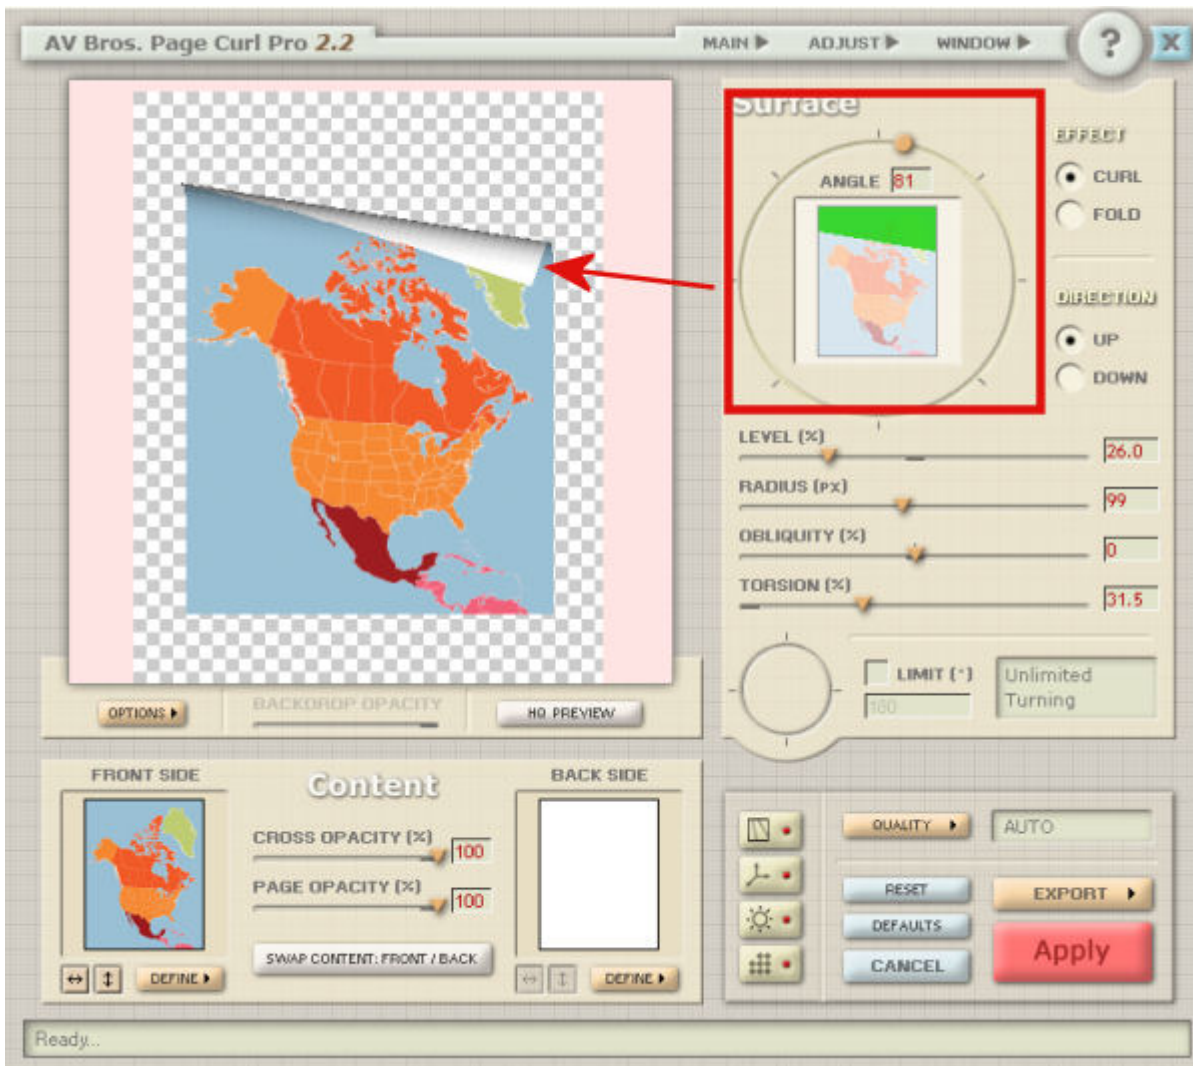 AV Bros. Page Curl Pro 2.2
MAIN ADJUST WINDOW ? X
Surface
ANGLE 81
EFFECT
CURL
FOLD
DIRECTION
UP
DOWN
LEVEL (%) 26.0
RADIUS (PX) 99
OBLIQUITY (%) 0
TORSION (%) 31.5
LIMIT (°)
180
Unlimited
Turning
OPTIONS
BACKDROP OPACITY
HQ PREVIEW
FRONT SIDE
Content
BACK SIDE
CROSS OPACITY (%) 100
PAGE OPACITY (%) 100
SWAP CONTENT: FRONT / BACK
DEFINE
DEFINE
QUALITY AUTO
RESET
DEFAULTS
CANCEL
EXPORT
Apply
Ready...